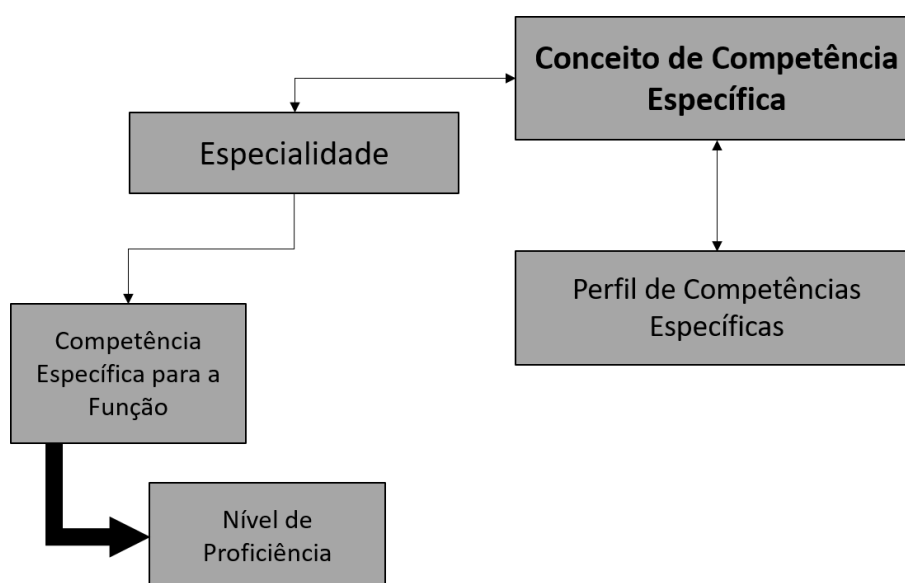 Conceito de Competência
Específica
Especialidade
Perfil de Competências
Específicas
Competência
Específica para a
Função
Nível de
Proficiência